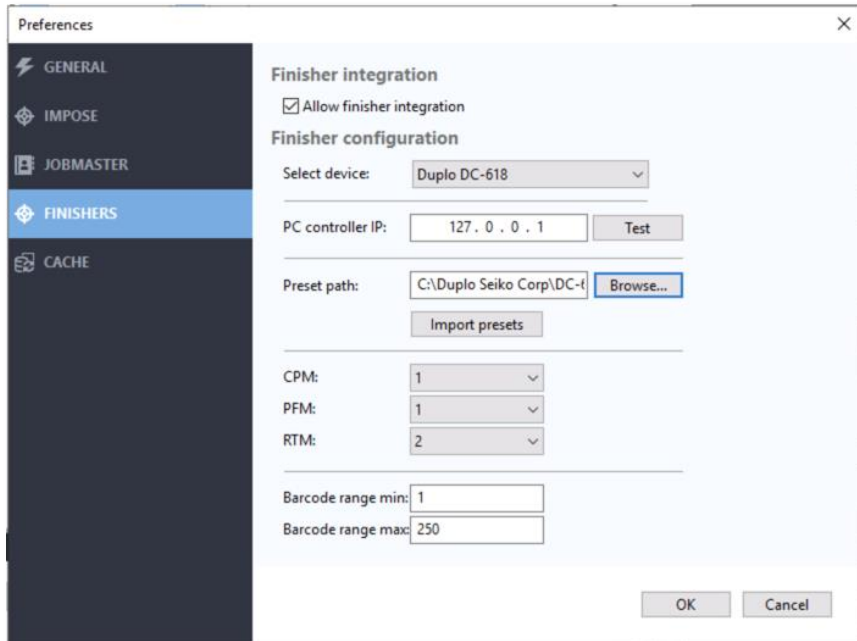 Preferences
GENERAL
IMPOSE
JOBMASTER
FINISHERS
CACHE
Finisher integration
Allow finisher integration
Finisher configuration
Select device: Duplo DC-618
PC controller IP: 127 . 0 . 0 . 1 Test
Preset path: C:\Duplo Seiko Corp\DC-6 Browse...
Import presets
CPM: 1
PFM: 1
RTM: 2
Barcode range min: 1
Barcode range max: 250
OK Cancel